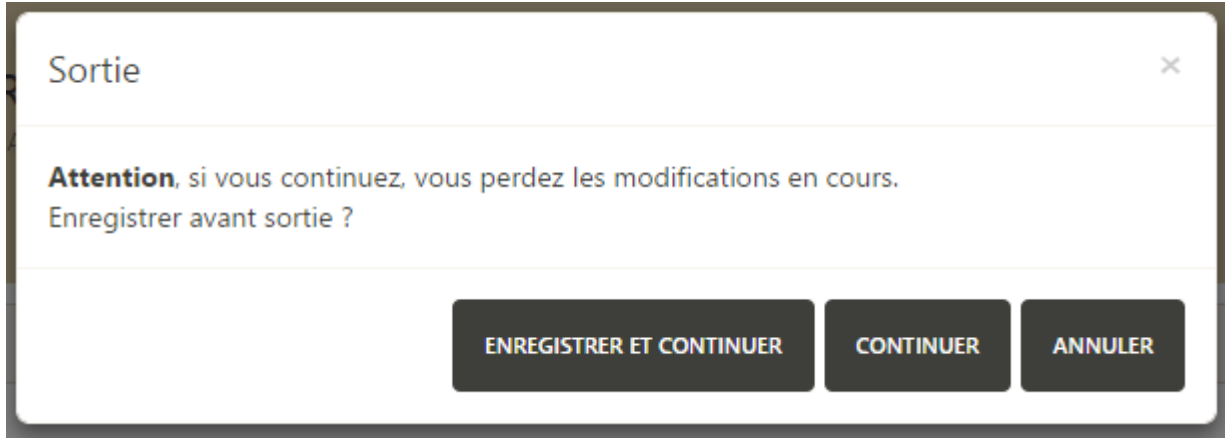 Sortie
×
Attention, si vous continuez, vous perdez les modifications en cours.
Enregistrer avant sortie ?
ENREGISTRER ET CONTINUER
CONTINUER
ANNULER